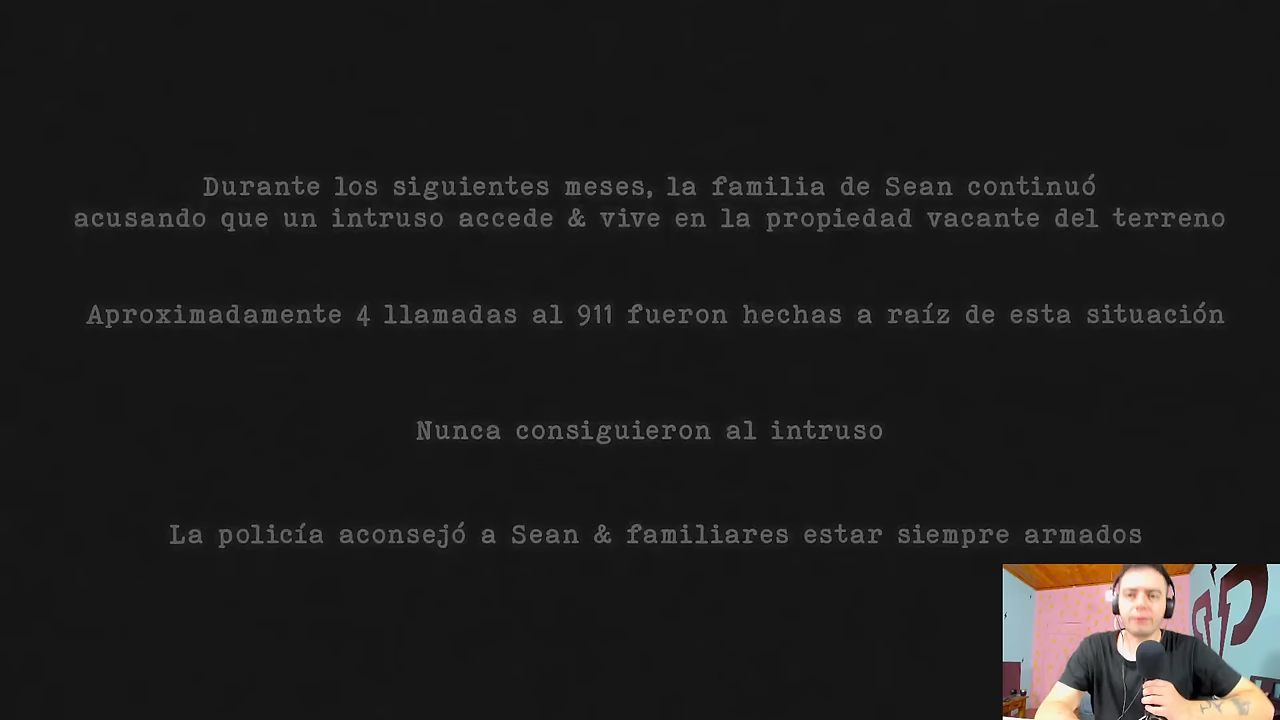 Durante los siguientes meses, la familia de Sean continuó
acusando que un intruso accede & vive en la propiedad vacante del terreno
Aproximadamente 4 llamadas al 911 fueron hechas a raíz de esta situación
Nunca consiguieron al intruso
La policía aconsejó a Sean & familiares estar siempre armados